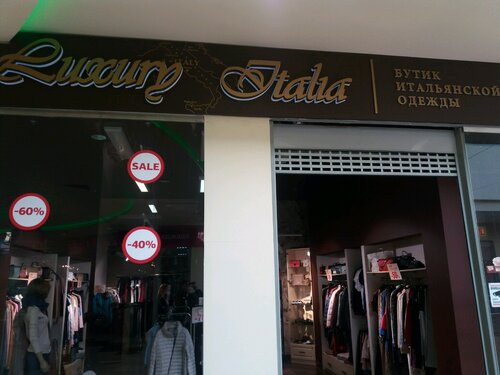 Luxury Italia
БУТИК
ИТАЛЬЯНСКОЙ
ОДЕЖДЫ
SALE
-60%
-40%